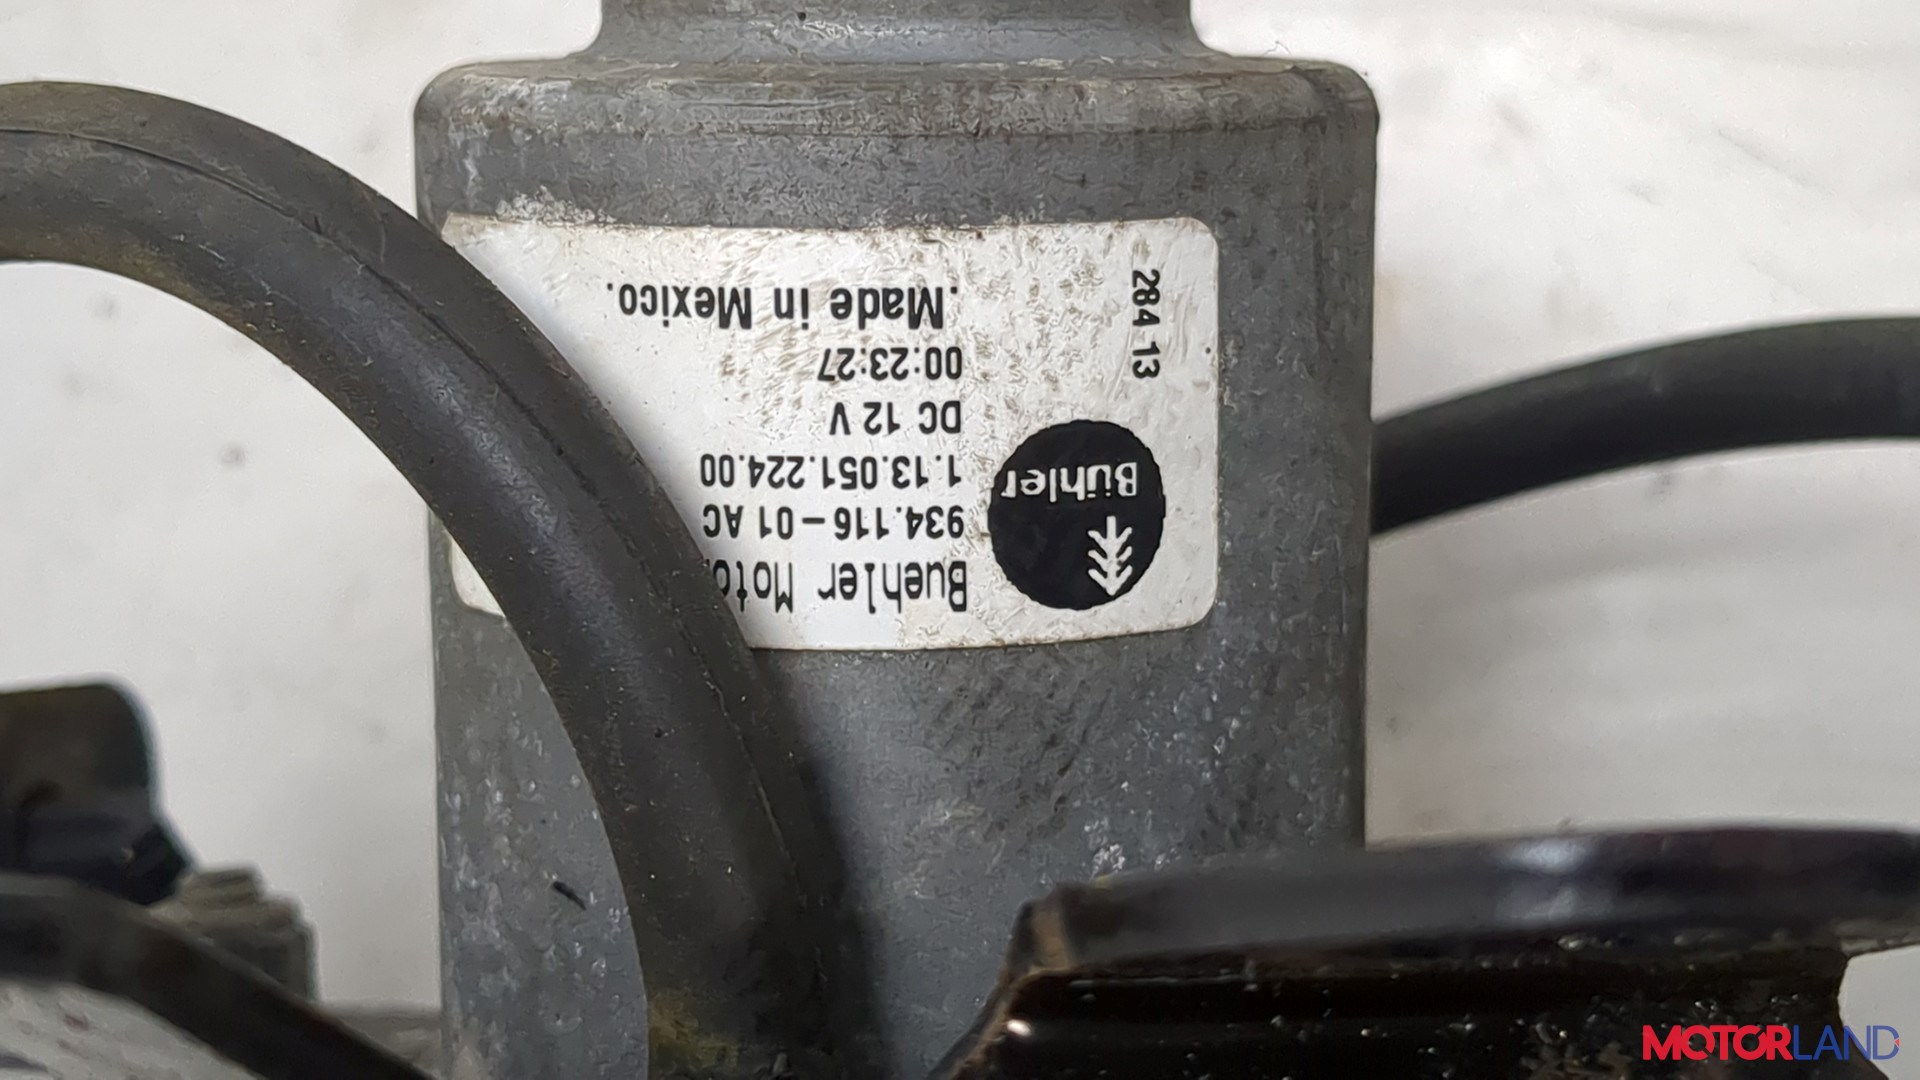 Buehler Moto
934.116-01 AC
1.13.051.224.00
DC 12 V
00:23:27
.Made in Mexico.
Bühler
284 13
MOTORLAND